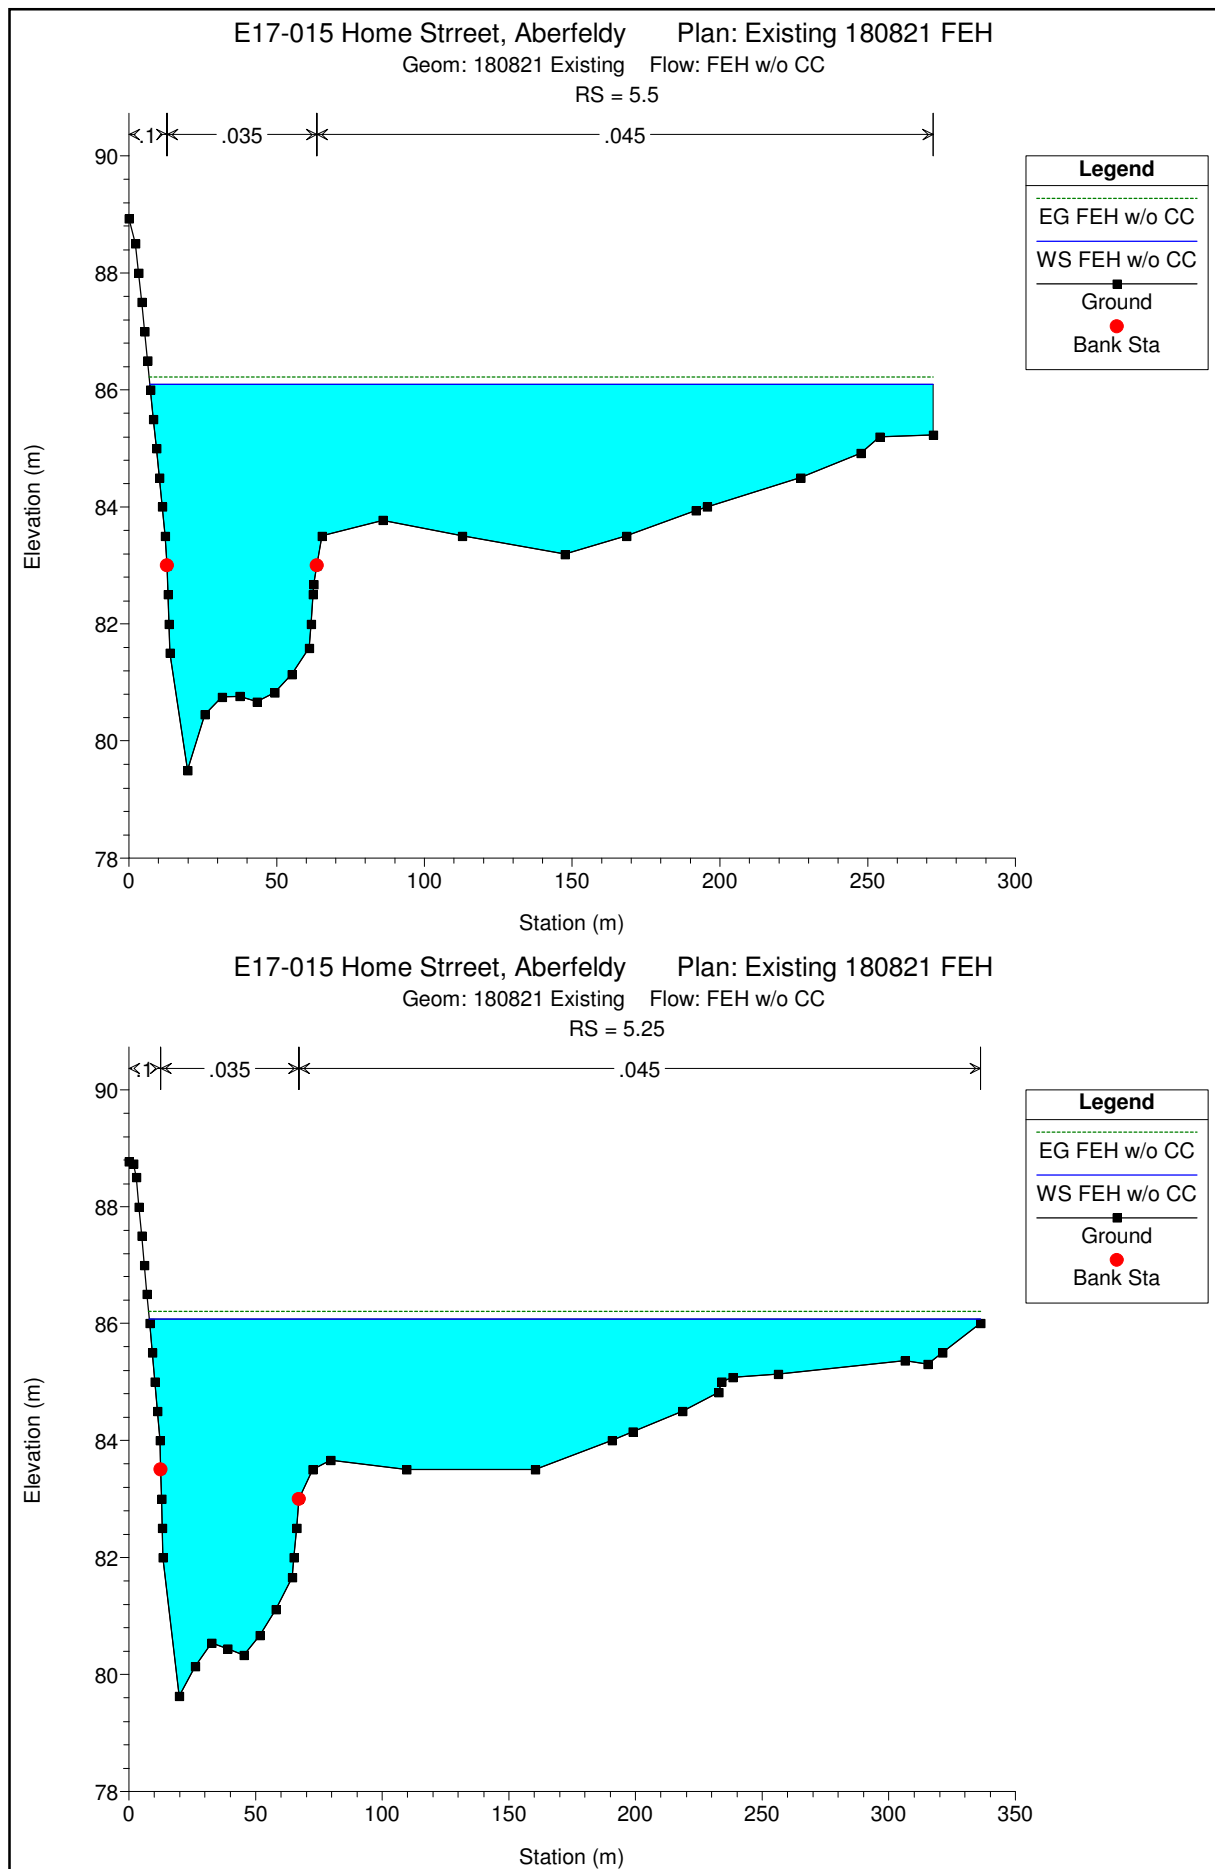 E17-015 Home Strreet, Aberfeldy Plan: Existing 180821 FEH
Geom: 180821 Existing Flow: FEH w/o CC
RS = 5.5
.1 .035 .045
90
88
86
84
82
80
78
Elevation (m)
0 50 100 150 200 250 300
Station (m)
Legend
EG FEH w/o CC
WS FEH w/o CC
Ground
Bank Sta
E17-015 Home Strreet, Aberfeldy Plan: Existing 180821 FEH
Geom: 180821 Existing Flow: FEH w/o CC
RS = 5.25
.1 .035 .045
90
88
86
84
82
80
78
Elevation (m)
0 50 100 150 200 250 300 350
Station (m)
Legend
EG FEH w/o CC
WS FEH w/o CC
Ground
Bank Sta